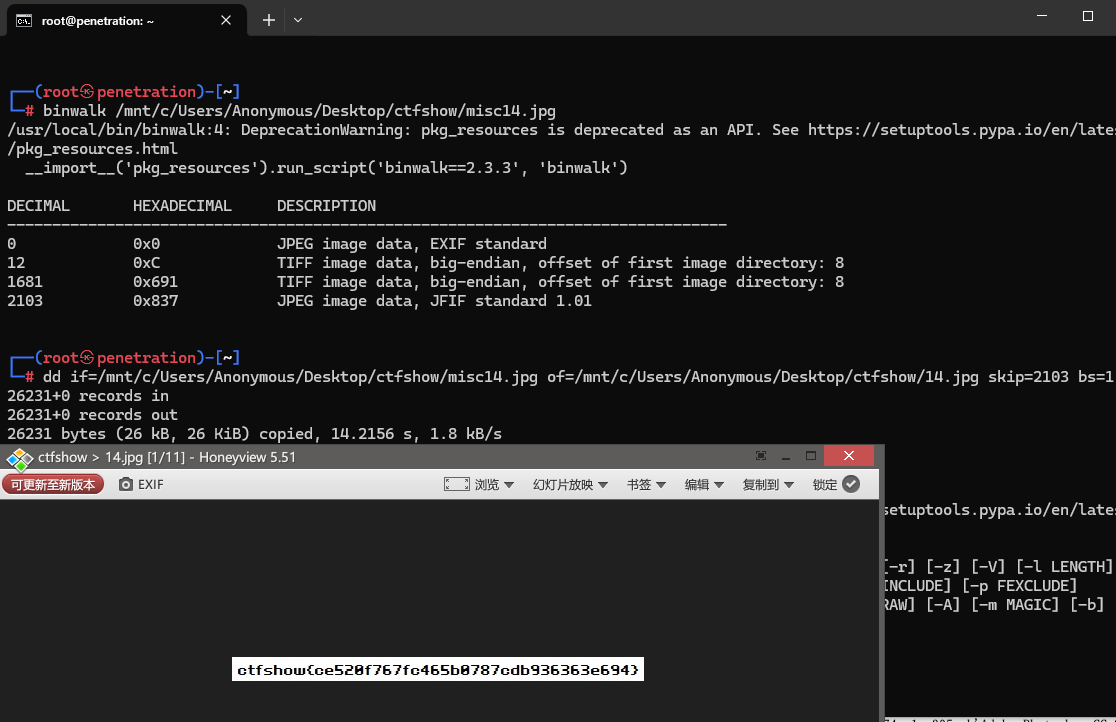 root@penetration: ~
┌──(root㉿penetration)-[~]
└─# binwalk /mnt/c/Users/Anonymous/Desktop/ctfshow/misc14.jpg
/usr/local/bin/binwalk:4: DeprecationWarning: pkg_resources is deprecated as an API. See https://setuptools.pypa.io/en/lates
/pkg_resources.html
__import__('pkg_resources').run_script('binwalk==2.3.3', 'binwalk')
DECIMAL HEXADECIMAL DESCRIPTION
--------------------------------------------------------------------------------
0 0x0 JPEG image data, EXIF standard
12 0xC TIFF image data, big-endian, offset of first image directory: 8
1681 0x691 TIFF image data, big-endian, offset of first image directory: 8
2103 0x837 JPEG image data, JFIF standard 1.01
┌──(root㉿penetration)-[~]
└─# dd if=/mnt/c/Users/Anonymous/Desktop/ctfshow/misc14.jpg of=/mnt/c/Users/Anonymous/Desktop/ctfshow/14.jpg skip=2103 bs=1
26231+0 records in
26231+0 records out
26231 bytes (26 kB, 26 KiB) copied, 14.2156 s, 1.8 kB/s
ctfshow > 14.jpg [1/11] - Honeyview 5.51
可更新至新版本 EXIF 浏览 幻灯片放映 书签 编辑 复制到 锁定
setuptools.pypa.io/en/lates
[-r] [-z] [-V] [-l LENGTH]
INCLUDE] [-p FEXCLUDE]
RAW] [-A] [-m MAGIC] [-b]
ctfshow{ce520f767fc465b0787cdb936363e694}